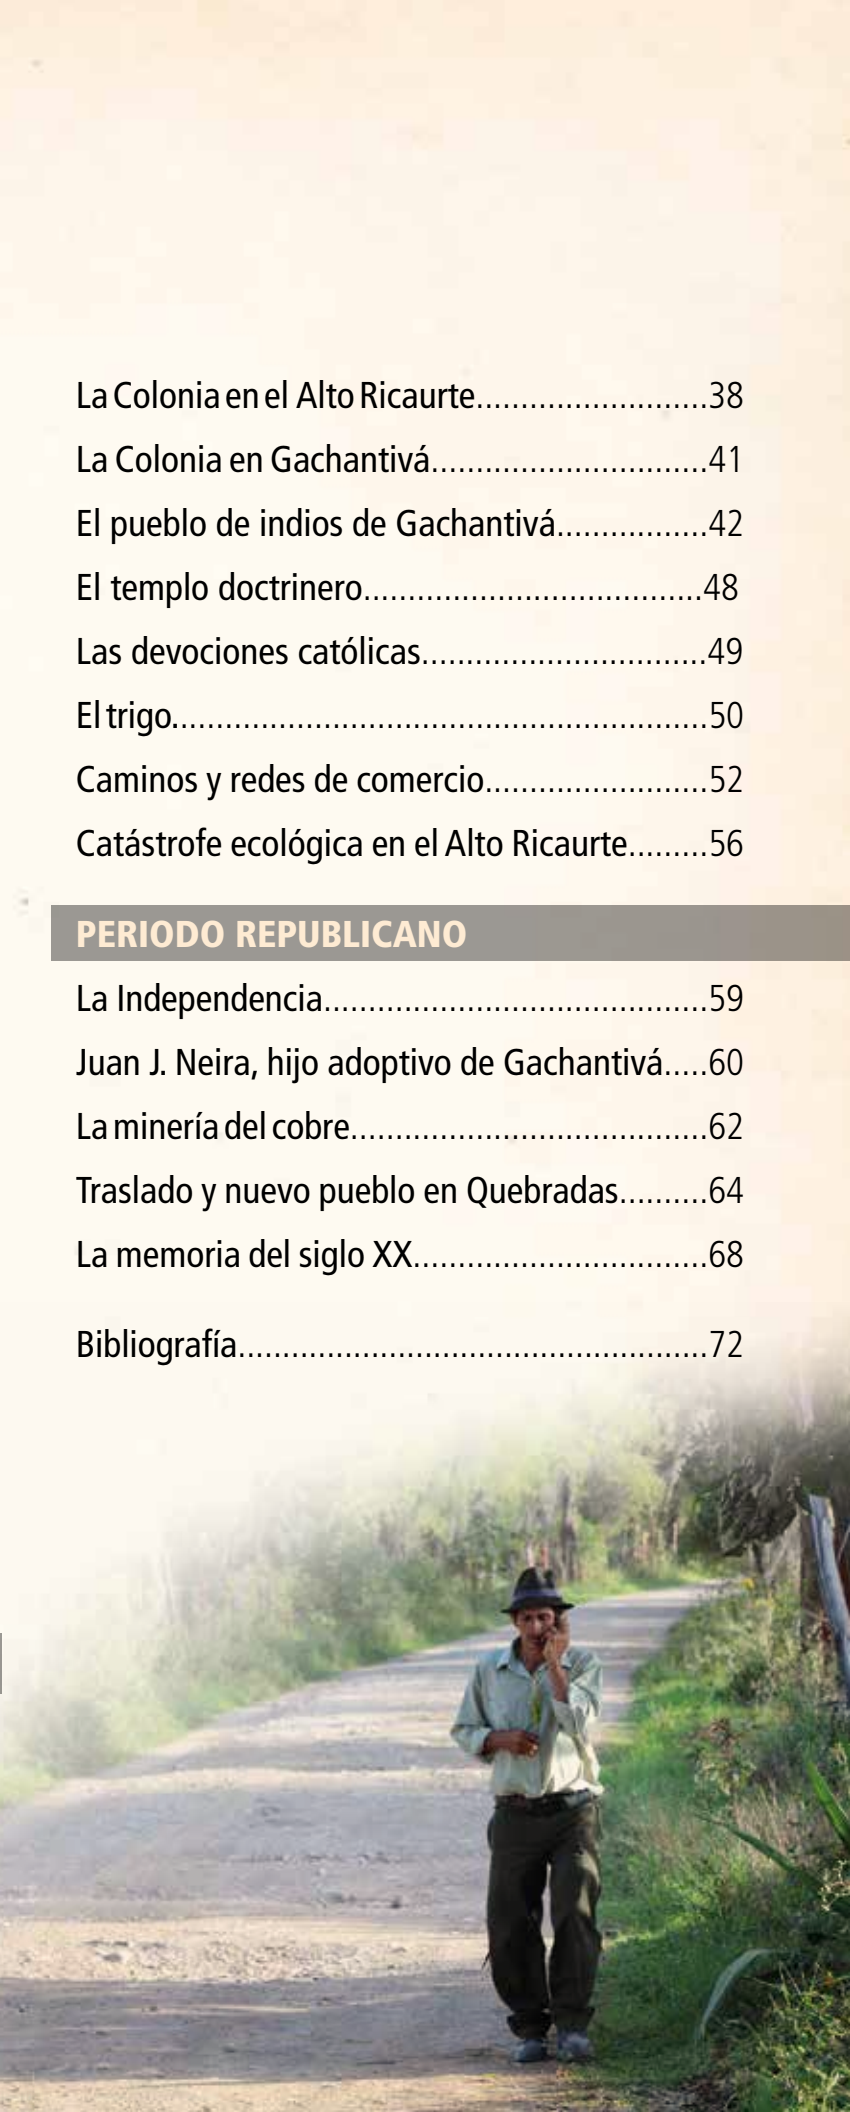 La Colonia en el Alto Ricaurte..........................38
La Colonia en Gachantivá...............................41
El pueblo de indios de Gachantivá.................42
El templo doctrinero......................................48
Las devociones católicas................................49
El trigo............................................................50
Caminos y redes de comercio.........................52
Catástrofe ecológica en el Alto Ricaurte.........56
PERIODO REPUBLICANO
La Independencia...........................................59
Juan J. Neira, hijo adoptivo de Gachantivá.....60
La minería del cobre........................................62
Traslado y nuevo pueblo en Quebradas..........64
La memoria del siglo XX.................................68
Bibliografía.....................................................72